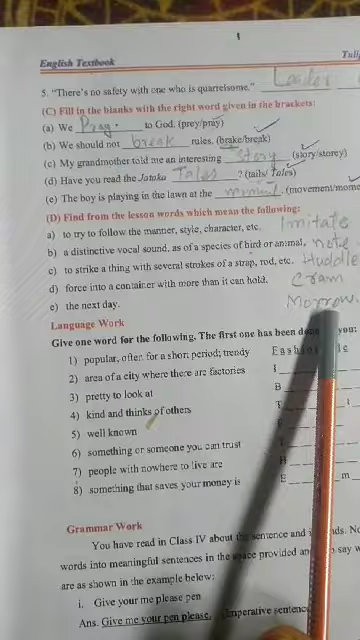 English Textbook Tulip
5. "There's no safety with one who is quarrelsome." Leader
(C) Fill in the blanks with the right word given in the brackets:
(a) We Pray. to God. (prey/pray)
(b) We should not break rules. (brake/break)
(c) My grandmother told me an interesting story (story/storey)
(d) Have you read the Jataka Tales ? (tails/Tales)
(e) The boy is playing in the lawn at the (movement/mome
(D) Find from the lesson words which mean the following:
a) to try to follow the manner, style, character, etc. Imitate
b) a distinctive vocal sound, as of a species of bird or animal, note
c) to strike a thing with several strokes of a strap, rod, etc. Huddle
d) force into a container with more than it can hold. Cram
e) the next day. Morrow.
Language Work
Give one word for the following. The first one has been done you:
1) popular, often for a short period; trendy F a s h
2) area of a city where there are factories I
3) pretty to look at B
4) kind and thinks of others T
5) well known
6) something or someone you can trust
7) people with nowhere to live are H
8) something that saves your money is E m
Grammar Work
You have read in Class IV about the sentence and
words into meaningful sentences in the space provided
are as shown in the example below:
i. Give your me please pen
Ans. Give me your pen please. (Imperative sentence)